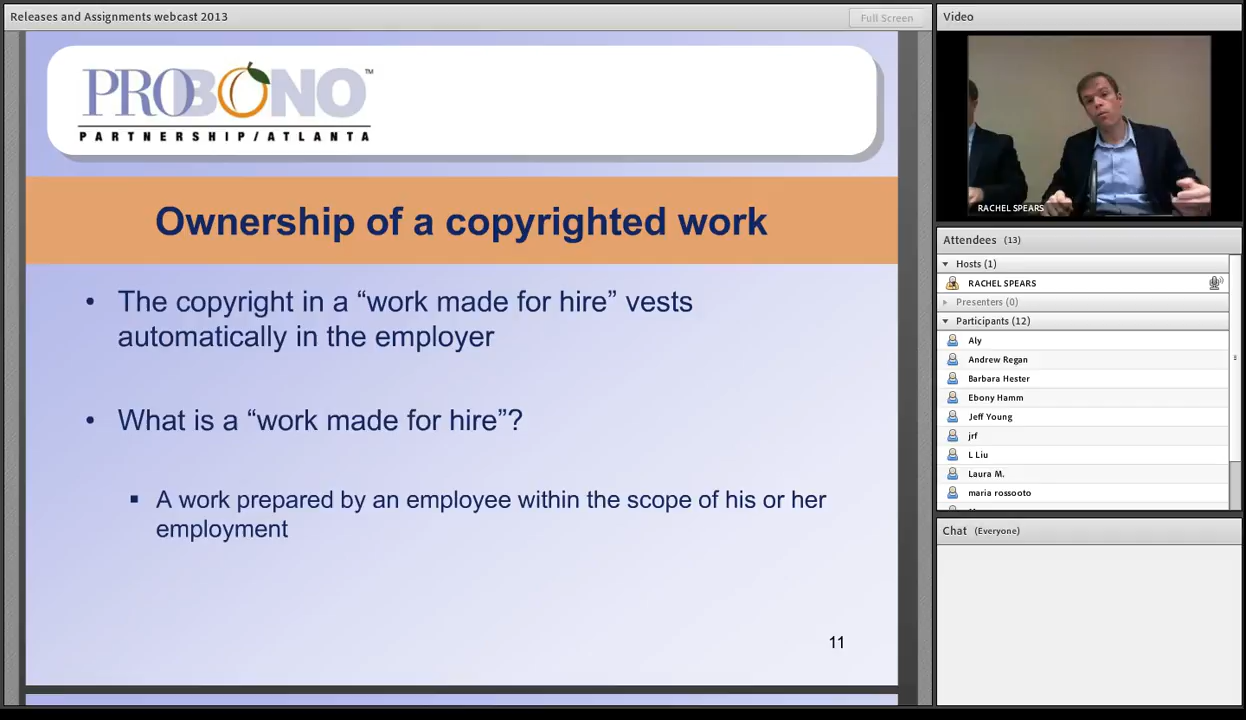 Releases and Assignments webcast 2013
Full Screen
PROBONO™
PARTNERSHIP/ATLANTA
Ownership of a copyrighted work
• The copyright in a “work made for hire” vests
automatically in the employer
• What is a “work made for hire”?
▪ A work prepared by an employee within the scope of his or her
employment
11
Video
RACHEL SPEARS
Attendees (13)
Hosts (1)
RACHEL SPEARS
Presenters (0)
Participants (12)
Aly
Andrew Regan
Barbara Hester
Ebony Hamm
Jeff Young
jrf
L Liu
Laura M.
maria rossooto
Chat (Everyone)